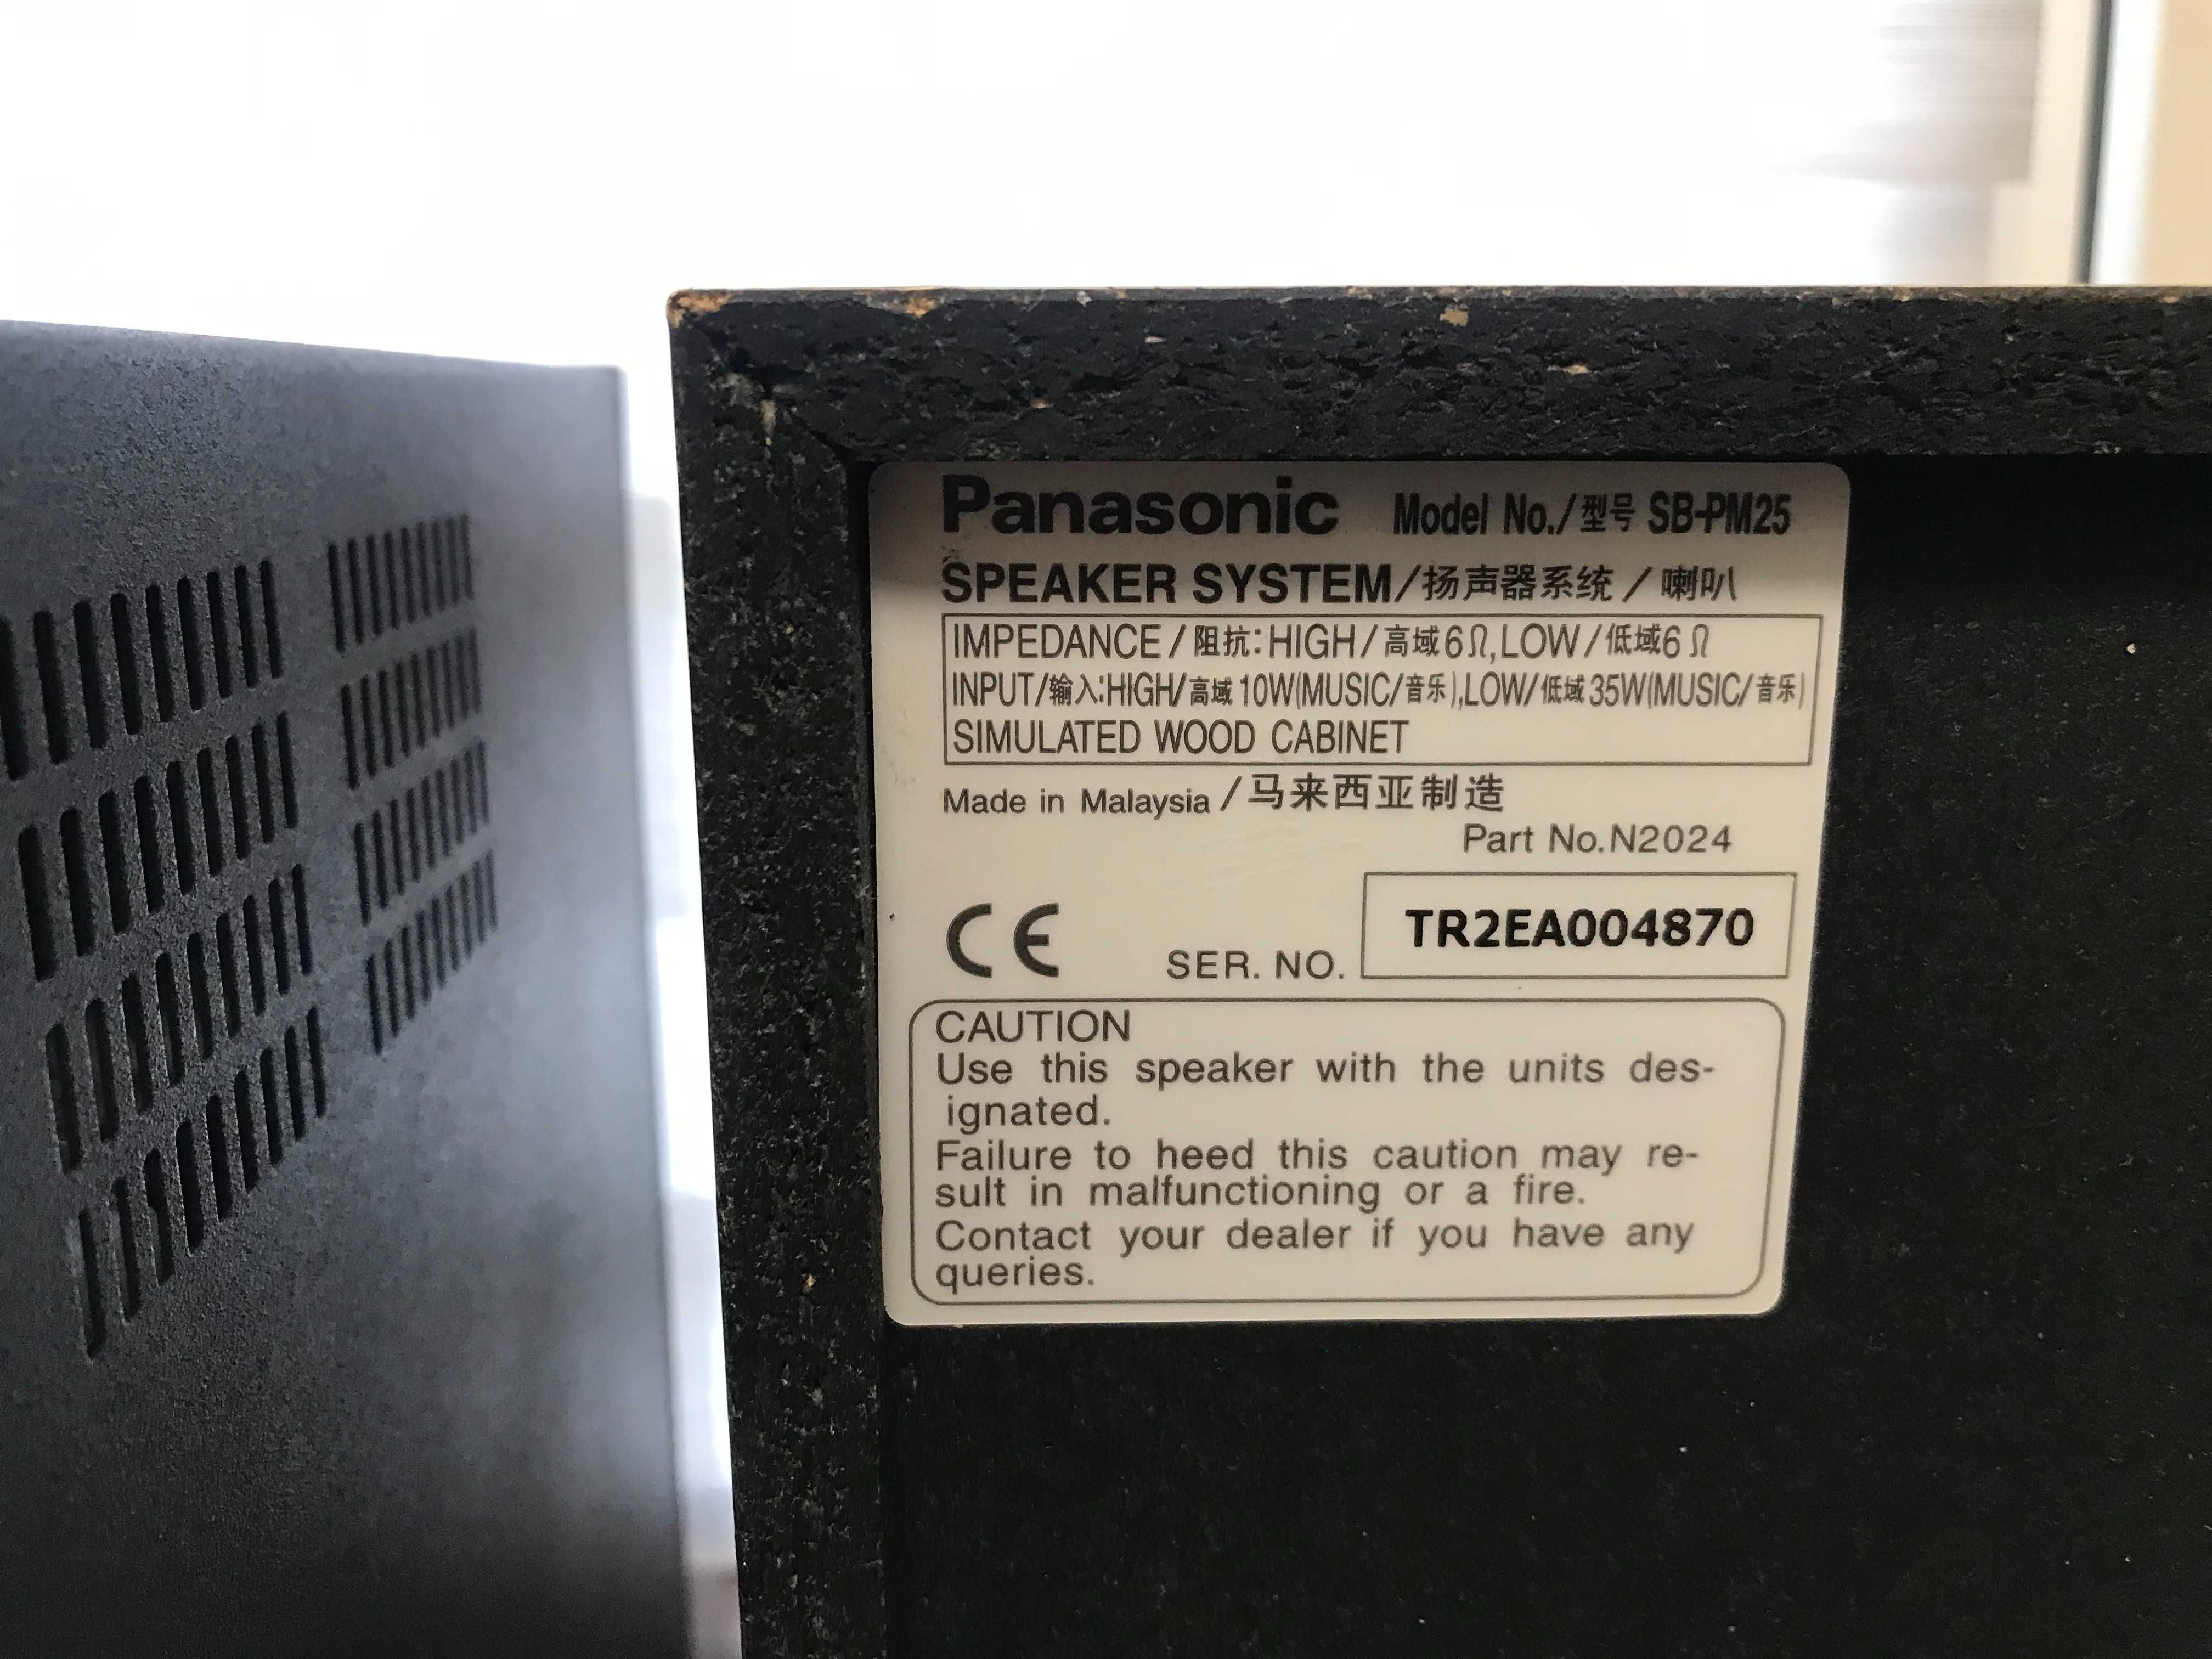 Panasonic Model No./型号 SB-PM25
SPEAKER SYSTEM/扬声器系统/喇叭
IMPEDANCE/阻抗:HIGH/高域6Ω,LOW/低域6Ω
INPUT/输入:HIGH/高域10W(MUSIC/音乐),LOW/低域35W(MUSIC/音乐)
SIMULATED WOOD CABINET
Made in Malaysia/马来西亚制造
Part No.N2024
CE SER. NO. TR2EA004870
CAUTION
Use this speaker with the units des-
ignated.
Failure to heed this caution may re-
sult in malfunctioning or a fire.
Contact your dealer if you have any
queries.